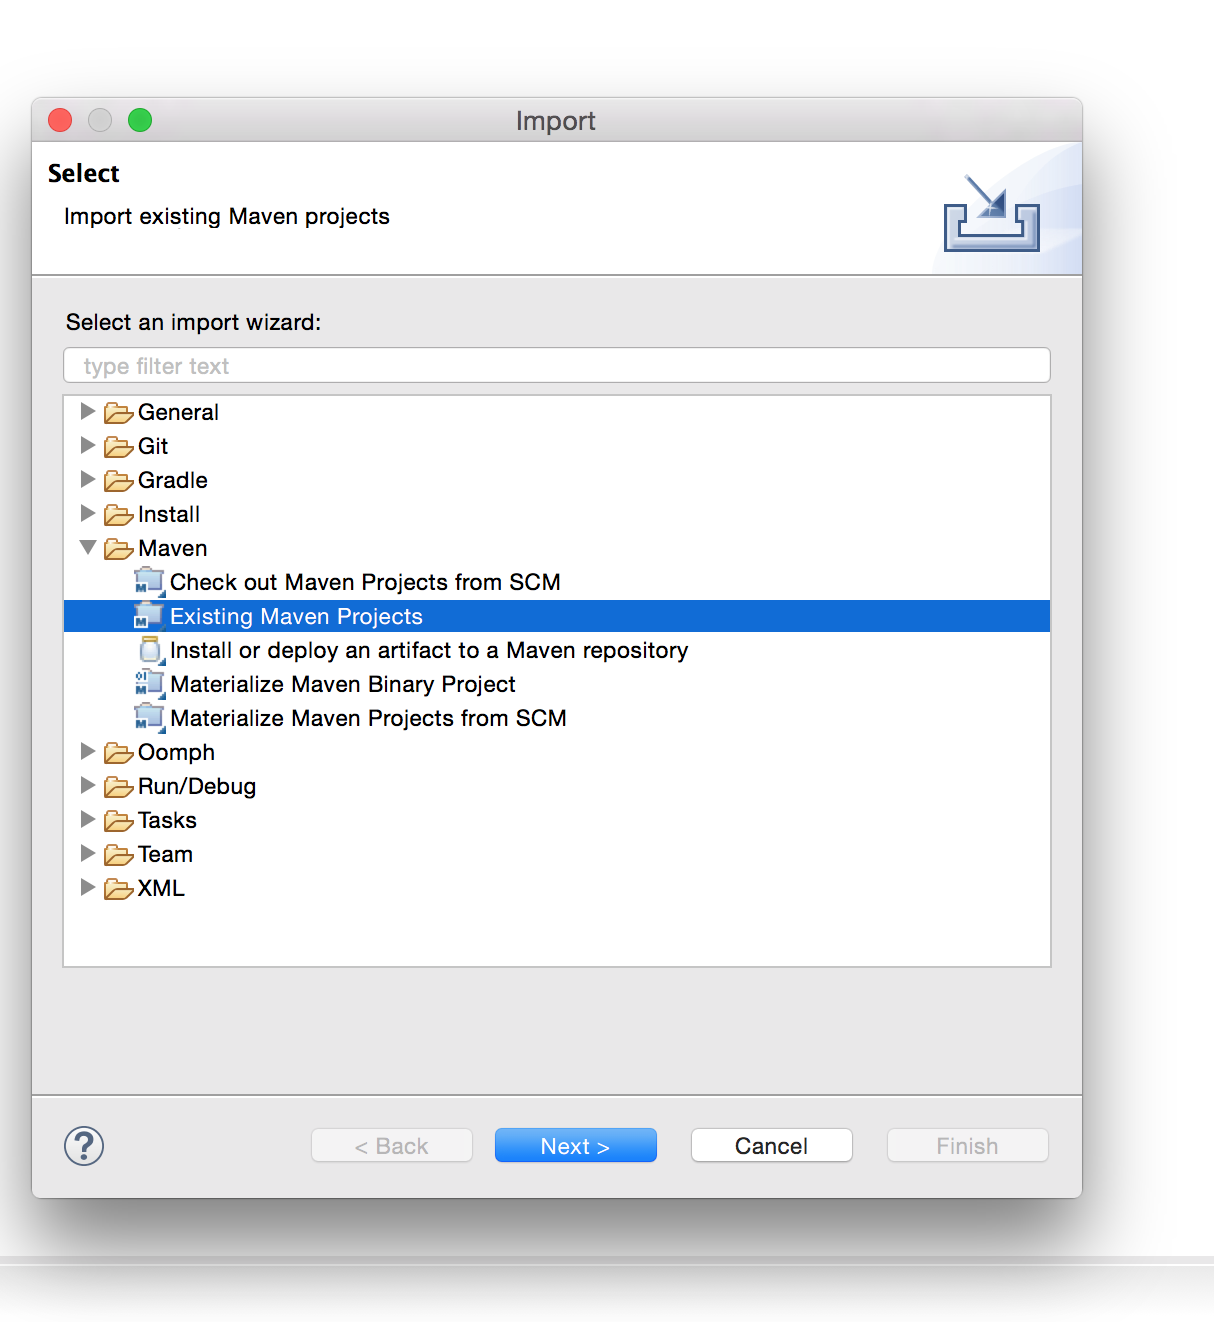 Import
Select
Import existing Maven projects
Select an import wizard:
type filter text
General
Git
Gradle
Install
Maven
Check out Maven Projects from SCM
Existing Maven Projects
Install or deploy an artifact to a Maven repository
Materialize Maven Binary Project
Materialize Maven Projects from SCM
Oomph
Run/Debug
Tasks
Team
XML
? < Back Next > Cancel Finish